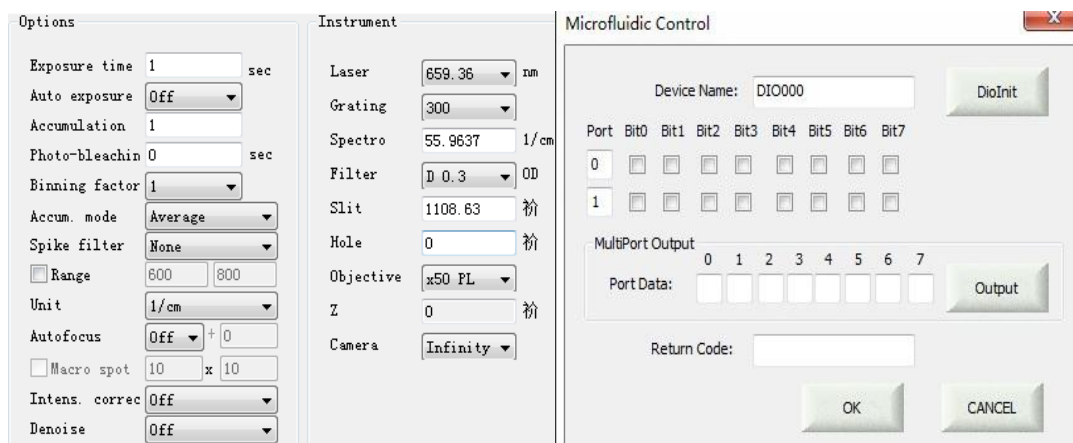 Options
Exposure time 1 sec
Auto exposure Off
Accumulation 1
Photo-bleachin 0 sec
Binning factor 1
Accum. mode Average
Spike filter None
Range 600 800
Unit 1/cm
Autofocus Off + 0
Macro spot 10 x 10
Intens. correc Off
Denoise Off
Instrument
Laser 659.36 nm
Grating 300
Spectro 55.9637 1/cm
Filter D 0.3 OD
Slit 1108.63 祄
Hole 0 祄
Objective x50 PL
Z 0 祄
Camera Infinity
Microfluidic Control
x
Device Name: DIO000 DioInit
Port Bit0 Bit1 Bit2 Bit3 Bit4 Bit5 Bit6 Bit7
0
1
MultiPort Output
0 1 2 3 4 5 6 7
Port Data: Output
Return Code:
OK CANCEL